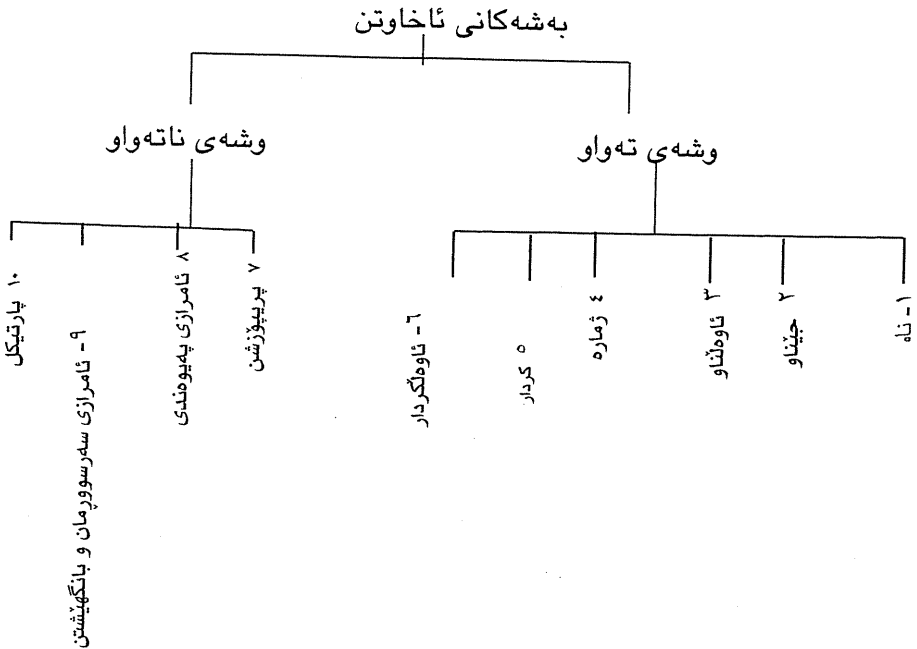 بەشەکانی ئاخاوتن
وشەی تەواو
وشەی ناتەواو
١- ناو
٢ جێناو
٣ ئاوەڵناو
٤ ژمارە
٥ کردار
٦- ئاوەڵکردار
٧ پریپۆزشن
٨ ئامرازی پەیوەندی
٩- ئامرازی سەرسوورمان و بانگهێشتن
١٠ پارتیکل